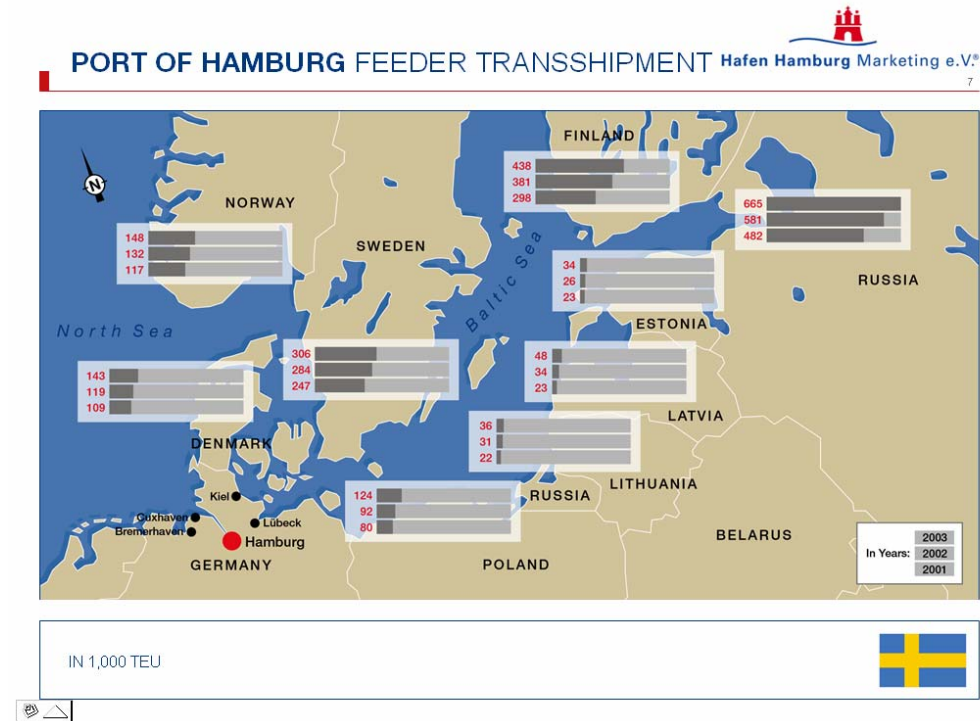 PORT OF HAMBURG FEEDER TRANSSHIPMENT
Hafen Hamburg Marketing e.V.®
7
FINLAND
438
381
298
665
581
482
N
NORWAY
SWEDEN
148
132
117
Baltic Sea
34
26
23
RUSSIA
North Sea
ESTONIA
306
284
247
48
34
23
143
119
109
LATVIA
36
31
22
DENMARK
LITHUANIA
RUSSIA
124
92
80
Kiel
Cuxhaven
Lübeck
Bremerhaven
Hamburg
BELARUS
GERMANY
POLAND
In Years:
2003
2002
2001
IN 1,000 TEU